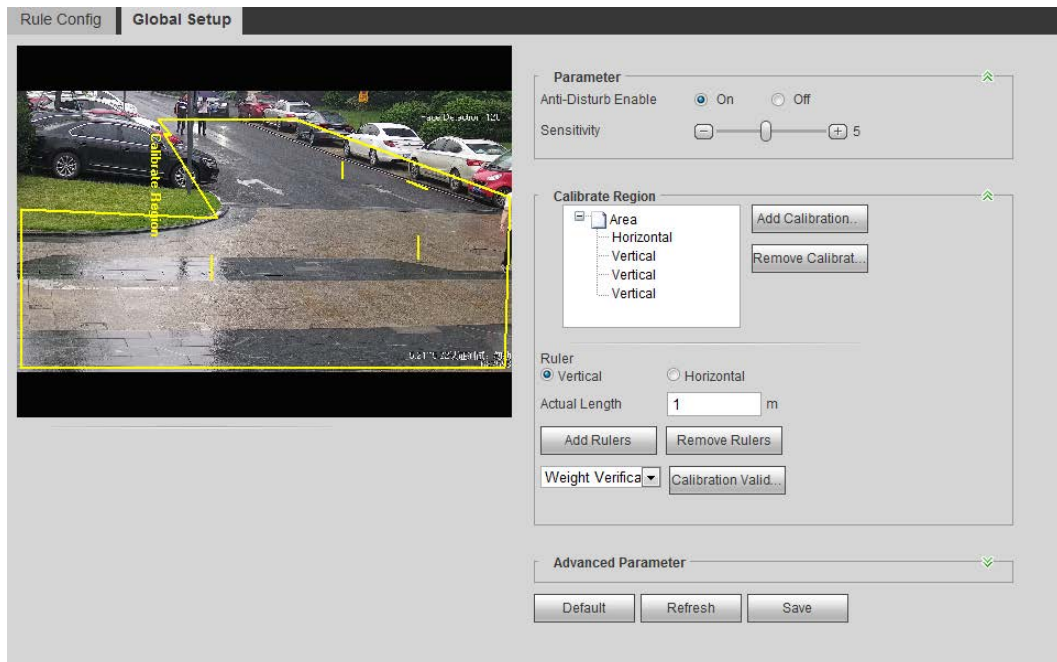 Rule Config
Global Setup
Calibrate Region
Parameter
Anti-Disturb Enable
On
Off
Sensitivity
5
Calibrate Region
Area
Horizontal
Vertical
Vertical
Vertical
Add Calibration..
Remove Calibrat...
Ruler
Vertical
Horizontal
Actual Length
1
m
Add Rulers
Remove Rulers
Weight Verifica
Calibration Valid...
Advanced Parameter
Default
Refresh
Save